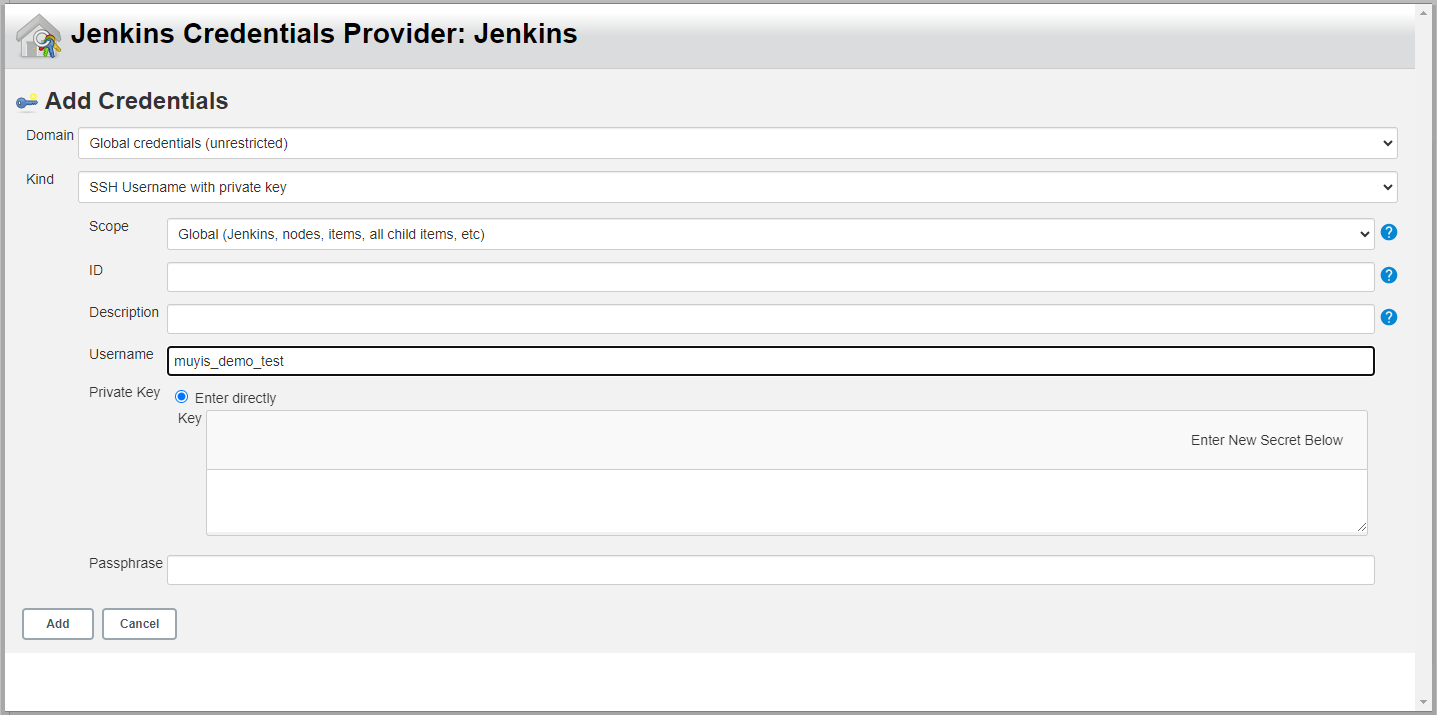 Jenkins Credentials Provider: Jenkins
Add Credentials
Domain
Global credentials (unrestricted)
Kind
SSH Username with private key
Scope
Global (Jenkins, nodes, items, all child items, etc)
?
ID
?
Description
?
Username
muyis_demo_test
Private Key
Enter directly
Key
Enter New Secret Below
Passphrase
Add
Cancel